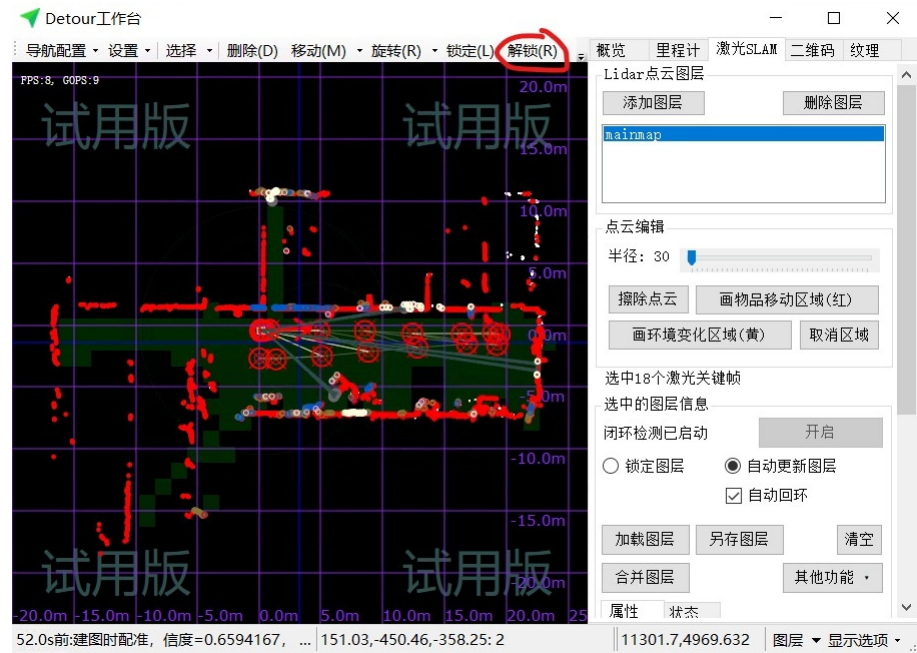 Detour工作台
导航配置 设置 选择 删除(D) 移动(M) 旋转(R) 锁定(L) 解锁(R)
概览 里程计 激光SLAM 二维码 纹理
FPS:8, GOPS:9
试用版 试用版
试用版 试用版
20.0m
15.0m
10.0m
5.0m
0.0m
-5.0m
-10.0m
-15.0m
-20.0m
-20.0m -15.0m -10.0m -5.0m 0.0m 5.0m 10.0m 15.0m 20.0m 25
Lidar点云图层
添加图层 删除图层
mainmap
点云编辑
半径: 30
擦除点云 画物品移动区域(红)
画环境变化区域(黄) 取消区域
选中18个激光关键帧
选中的图层信息
闭环检测已启动 开启
锁定图层 自动更新图层
自动回环
加载图层 另存图层 清空
合并图层 其他功能
属性 状态
52.0s前:建图时配准，信度=0.6594167， ... 151.03,-450.46,-358.25: 2 11301.7,4969.632 图层 显示选项